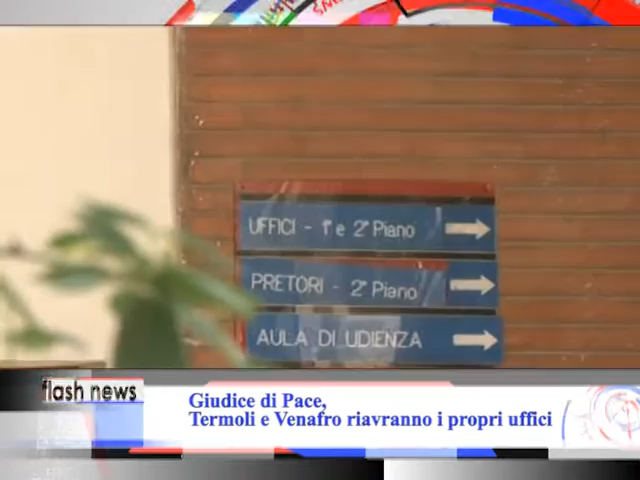 UFFICI - 1° e 2° Piano
PRETORI - 2° Piano
AULA DI UDIENZA
flash news
Giudice di Pace,
Termoli e Venafro riavranno i propri uffici